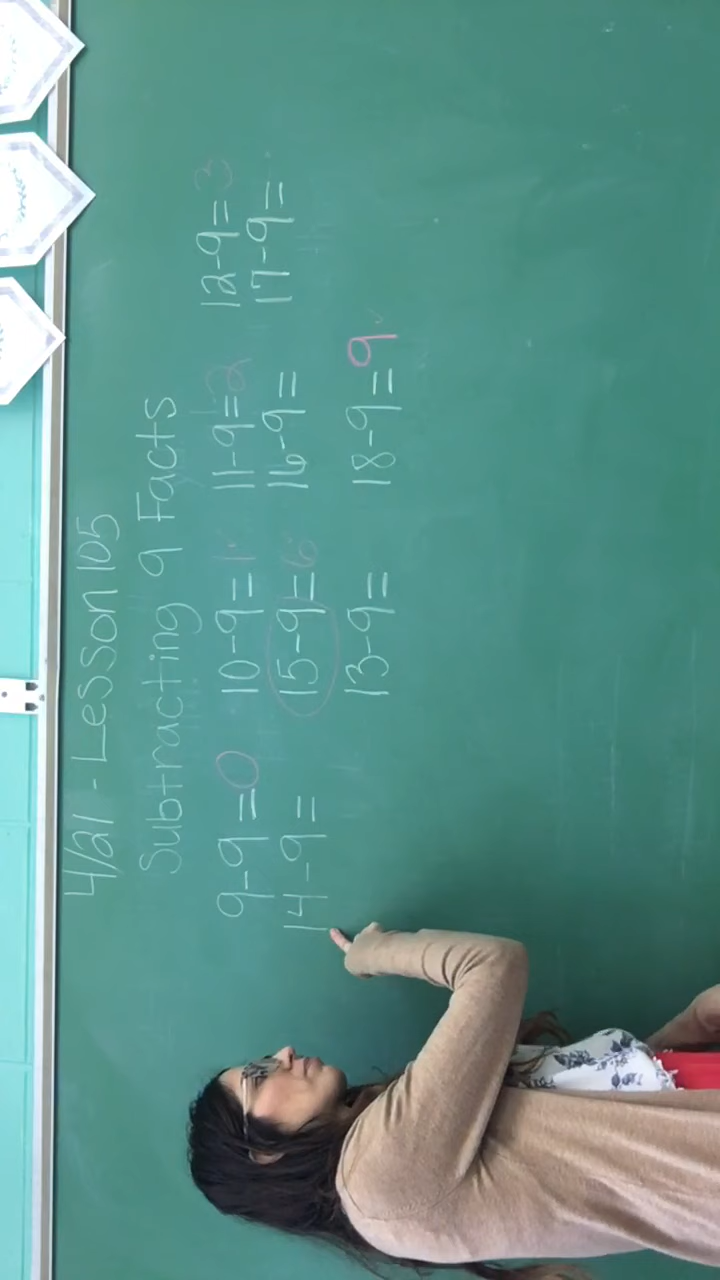 4/21 - Lesson 105
Subtracting 9 Facts
9-9=0 10-9=1 11-9=2 12-9=3
14-9= 15-9=6 16-9= 17-9=
13-9= 18-9=9